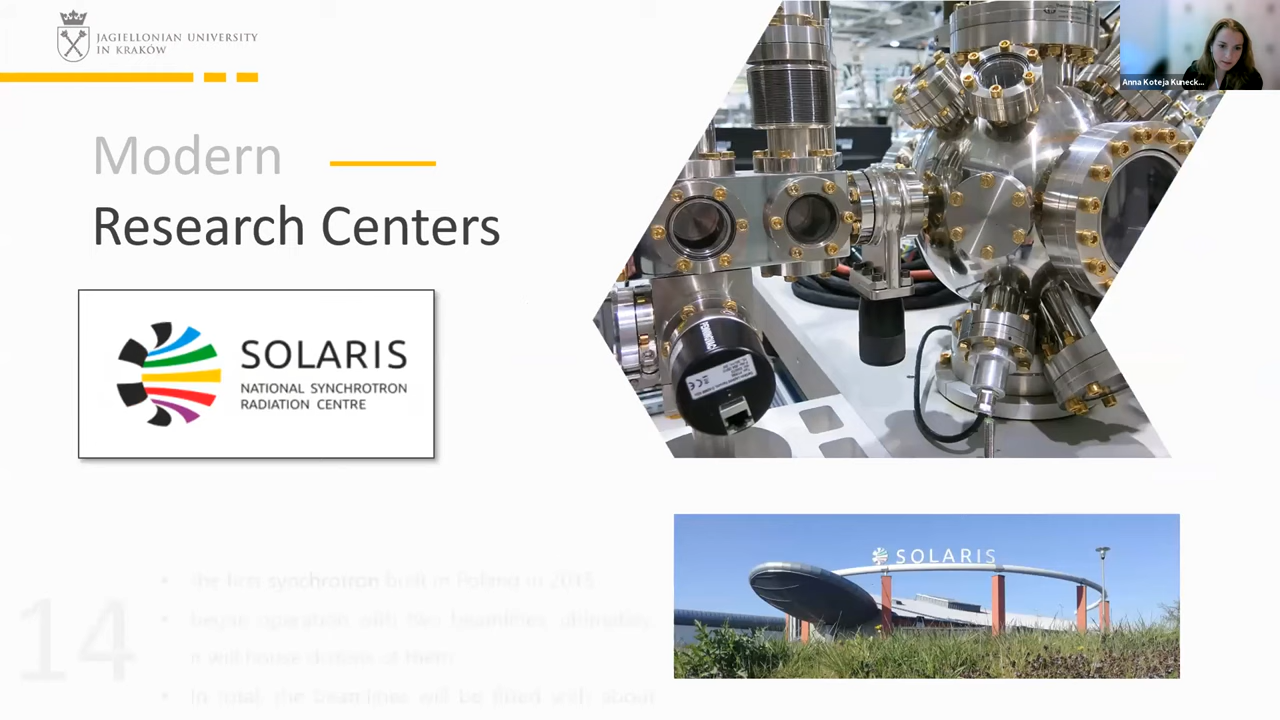 JAGIELLONIAN UNIVERSITY
IN KRAKÓW
Anna Koteja Kuneck...
Modern
Research Centers
SOLARIS
NATIONAL SYNCHROTRON
RADIATION CENTRE
SOLARIS
• the first synchrotron built in Poland in 2015
• began operation with two beamlines, ultimately,
it will house dozens of them
• In total, the beamlines will be fitted with about
14